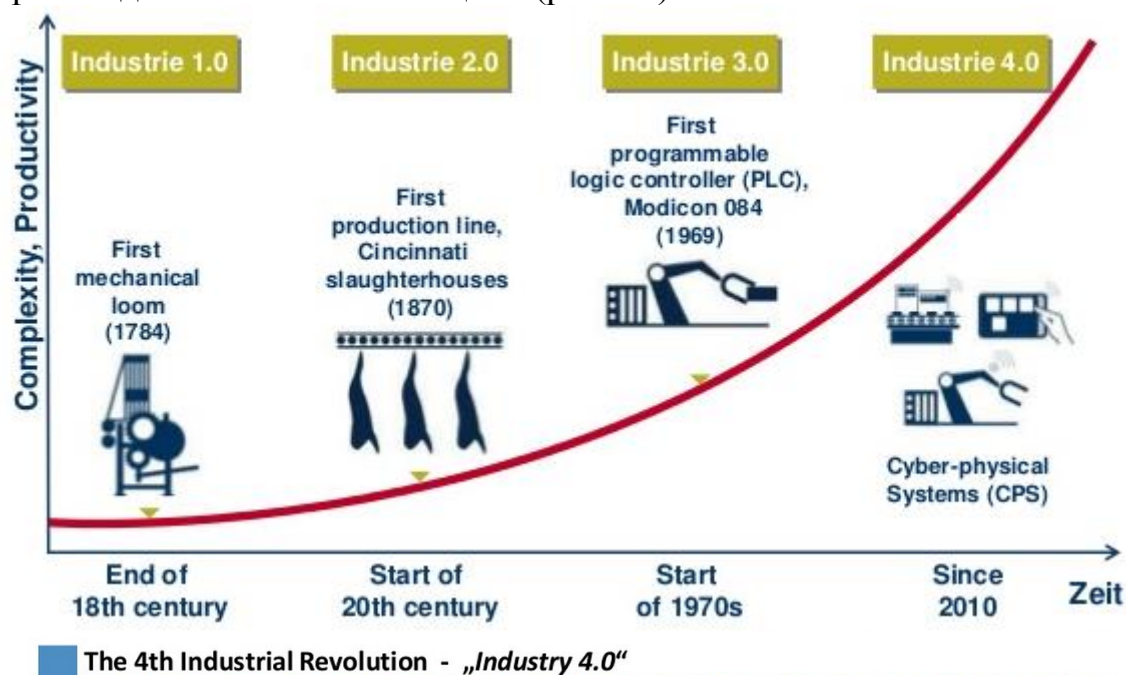 Industrie 1.0
Industrie 2.0
Industrie 3.0
Industrie 4.0
Complexity, Productivity
First
mechanical
loom
(1784)
First
production line,
Cincinnati
slaughterhouses
(1870)
First
programmable
logic controller (PLC),
Modicon 084
(1969)
Cyber-physical
Systems (CPS)
End of
18th century
Start of
20th century
Start
of 1970s
Since
2010
Zeit
The 4th Industrial Revolution - „Industry 4.0“